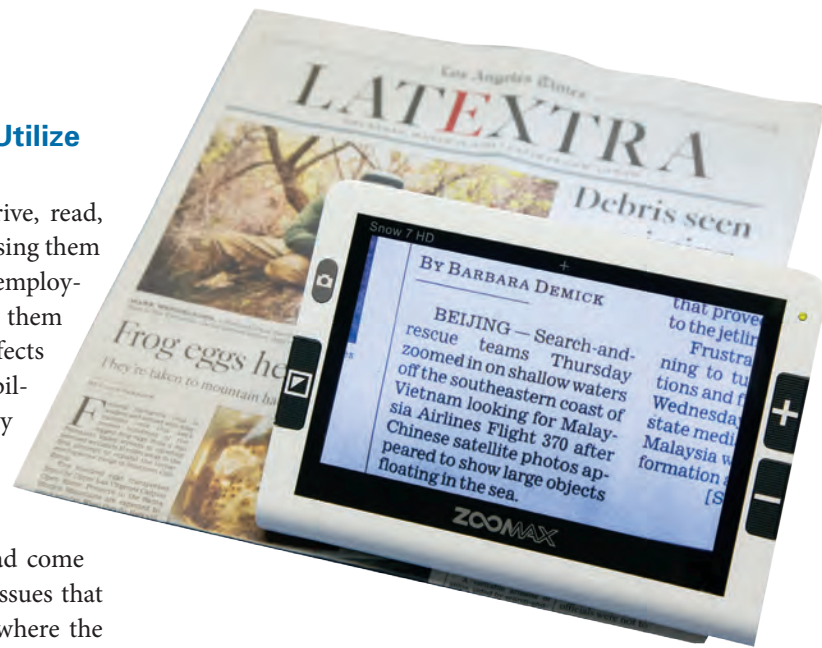 Utilize
rive, read,
sing them
employ-
them
fects
oil-
y
ad come
ssues that
where the
Los Angeles Times
LATEXTRA
Debris seen
Frog eggs he
They're taken to mountain ha
Snow 7 HD
BY BARBARA DEMICK
BEIJING — Search-and-
rescue teams Thursday
zoomed in on shallow waters
off the southeastern coast of
Vietnam looking for Malay-
sia Airlines Flight 370 after
Chinese satellite photos ap-
peared to show large objects
floating in the sea.
that prove
to the jetlin
Frustra
ning to tu
tions and f
Wednesda
state medi
Malaysia w
formation a
[S
ZOOMAX